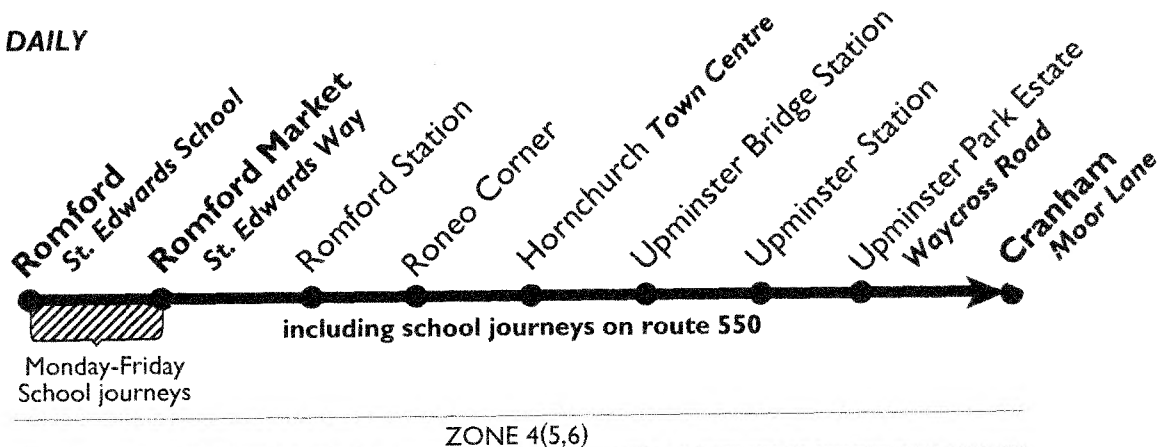 DAILY
Romford
St. Edwards School
Romford Market
St. Edwards Way
Romford Station
Roneo Corner
Hornchurch Town Centre
Upminster Bridge Station
Upminster Station
Upminster Park Estate
Waycross Road
Cranham
Moor Lane
including school journeys on route 550
Monday-Friday
School journeys
ZONE 4(5,6)